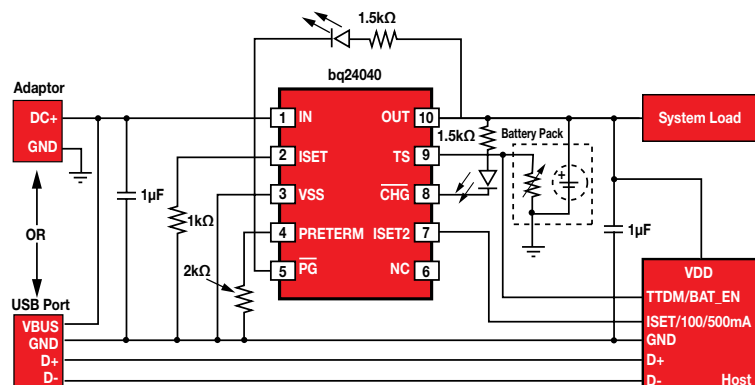 1.5kΩ
bq24040
Adaptor
DC+
GND
1 IN
OUT 10
System Load
1.5kΩ
Battery Pack
2 ISET
TS 9
+
1µF
3 VSS
CHG 8
OR
1kΩ
4 PRETERM
ISET2 7
1µF
2kΩ
5 PG
NC 6
VDD
USB Port
TTDM/BAT_EN
VBUS
ISET/100/500mA
GND
GND
D+
D+
D-
D-
Host